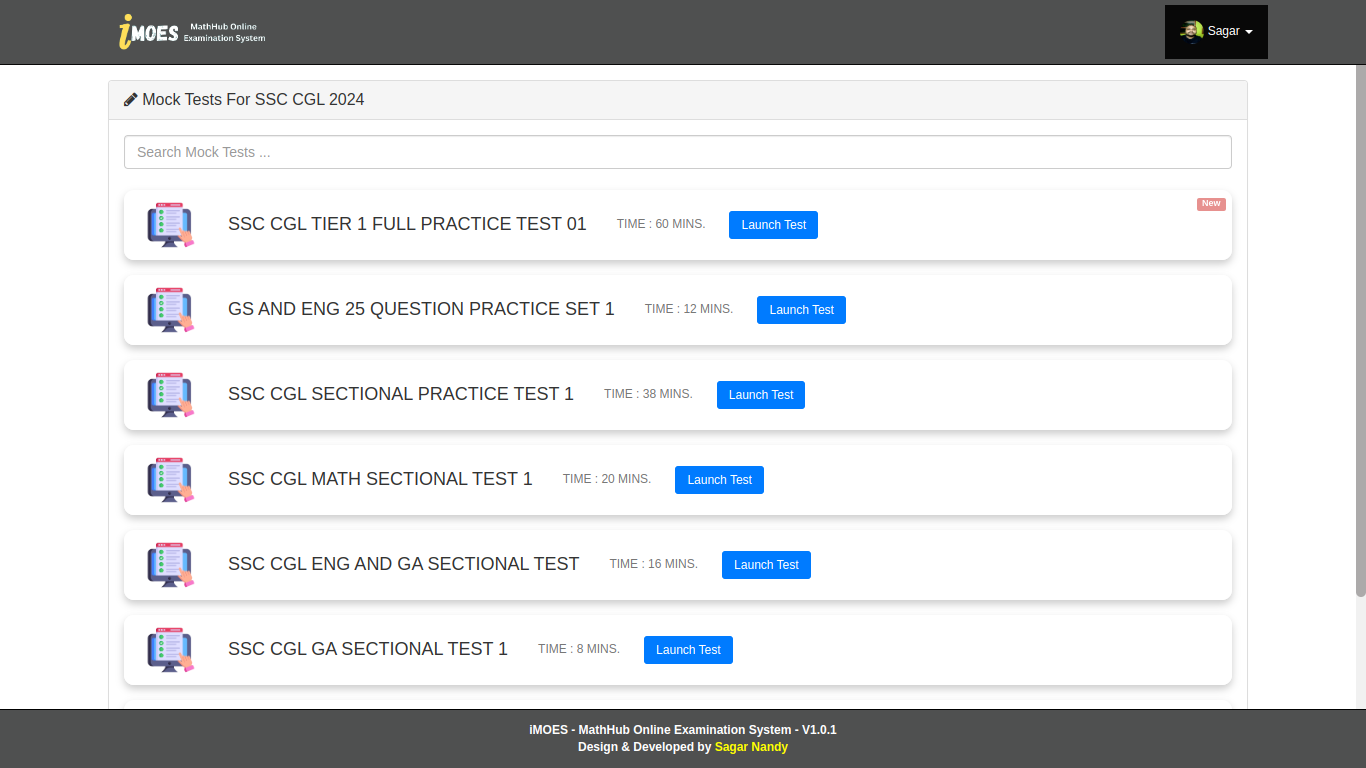 iMOES MathHub Online
Examination System
Sagar
Mock Tests For SSC CGL 2024
Search Mock Tests ...
SSC CGL TIER 1 FULL PRACTICE TEST 01 TIME : 60 MINS. Launch Test New
GS AND ENG 25 QUESTION PRACTICE SET 1 TIME : 12 MINS. Launch Test
SSC CGL SECTIONAL PRACTICE TEST 1 TIME : 38 MINS. Launch Test
SSC CGL MATH SECTIONAL TEST 1 TIME : 20 MINS. Launch Test
SSC CGL ENG AND GA SECTIONAL TEST TIME : 16 MINS. Launch Test
SSC CGL GA SECTIONAL TEST 1 TIME : 8 MINS. Launch Test
iMOES - MathHub Online Examination System - V1.0.1
Design & Developed by Sagar Nandy